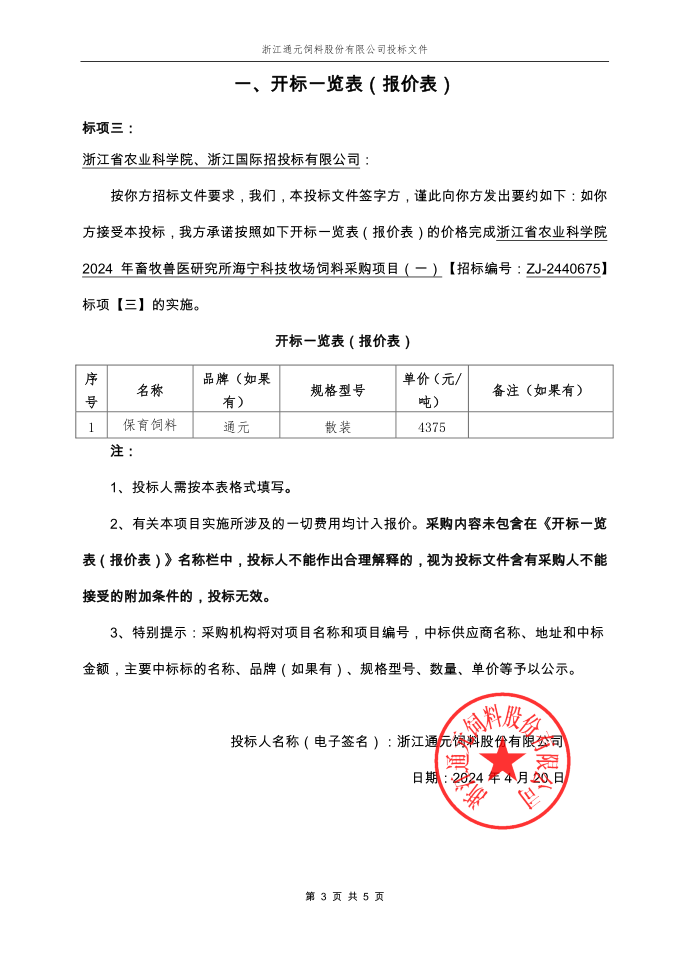 浙江通元饲料股份有限公司投标文件
一、开标一览表（报价表）
标项三：
浙江省农业科学院、浙江国际招投标有限公司：
按你方招标文件要求，我们，本投标文件签字方，谨此向你方发出要约如下：如你
方接受本投标，我方承诺按照如下开标一览表（报价表）的价格完成浙江省农业科学院
2024 年畜牧兽医研究所海宁科技牧场饲料采购项目（一）【招标编号：ZJ-2440675】
标项【三】的实施。
开标一览表（报价表）
序号 名称 品牌（如果有） 规格型号 单价（元/吨） 备注（如果有）
1 保育饲料 通元 散装 4375
注：
1、投标人需按本表格式填写。
2、有关本项目实施所涉及的一切费用均计入报价。采购内容未包含在《开标一览
表（报价表）》名称栏中，投标人不能作出合理解释的，视为投标文件含有采购人不能
接受的附加条件的，投标无效。
3、特别提示：采购机构将对项目名称和项目编号，中标供应商名称、地址和中标
金额，主要中标标的名称、品牌（如果有）、规格型号、数量、单价等予以公示。
投标人名称（电子签名）：浙江通元饲料股份有限公司
日期：2024 年 4 月 20 日
浙江通元饲料股份有限公司
第 3 页 共 5 页